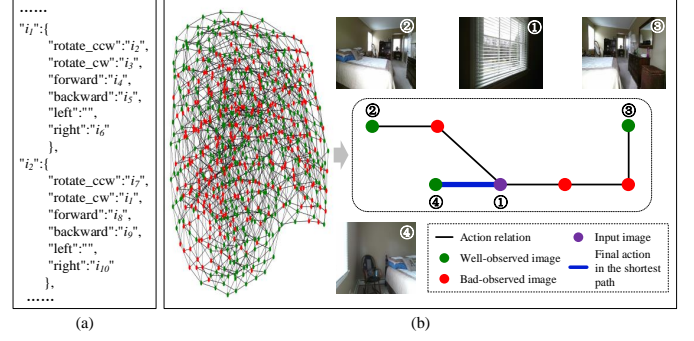 ……
"i1":{
"rotate_ccw":"i2",
"rotate_cw":"i3",
"forward":"i4",
"backward":"i5",
"left":"",
"right":"i6"
},
"i2":{
"rotate_ccw":"i7",
"rotate_cw":"i1",
"forward":"i8",
"backward":"i9",
"left":"",
"right":"i10"
},
……
(a)
② ① ③
② ③
④ ①
④
Action relation
Well-observed image
Bad-observed image
Input image
Final action
in the shortest
path
(b)